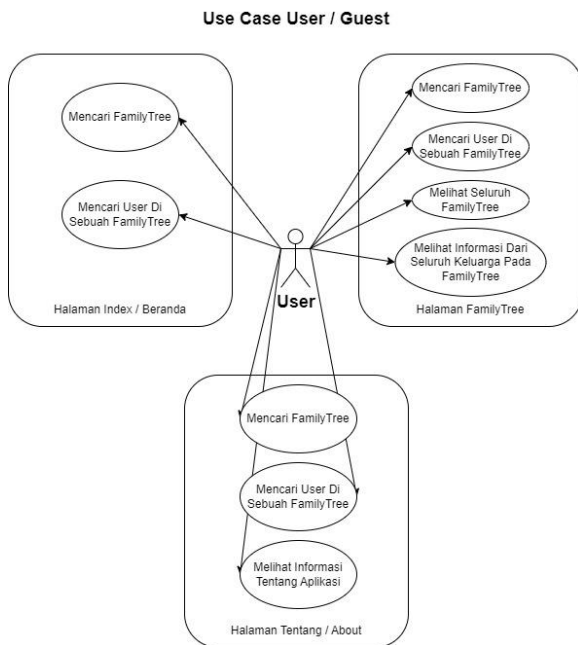 Use Case User / Guest
Mencari FamilyTree
Mencari User Di
Sebuah FamilyTree
Halaman Index / Beranda
Mencari FamilyTree
Mencari User Di
Sebuah FamilyTree
Melihat Seluruh
FamilyTree
Melihat Informasi Dari
Seluruh Keluarga Pada
FamilyTree
Halaman FamilyTree
User
Mencari FamilyTree
Mencari User Di
Sebuah FamilyTree
Melihat Informasi
Tentang Aplikasi
Halaman Tentang / About